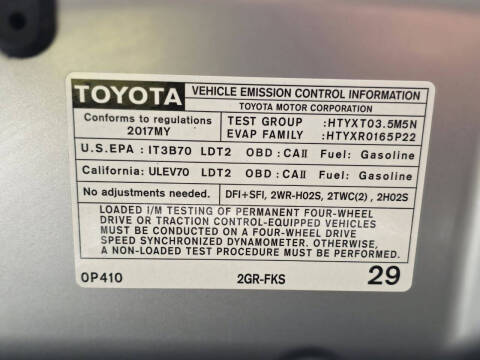 TOYOTA VEHICLE EMISSION CONTROL INFORMATION
TOYOTA MOTOR CORPORATION
Conforms to regulations
2017MY
TEST GROUP :HTYXT03.5M5N
EVAP FAMILY :HTYXR0165P22
U.S.EPA : IT3B70 LDT2 OBD : CAII Fuel: Gasoline
California: ULEV70 LDT2 OBD : CAII Fuel: Gasoline
No adjustments needed. DFI+SFI, 2WR-HO2S, 2TWC(2), 2HO2S
LOADED I/M TESTING OF PERMANENT FOUR-WHEEL
DRIVE OR TRACTION CONTROL-EQUIPPED VEHICLES
MUST BE CONDUCTED ON A FOUR-WHEEL DRIVE
SPEED SYNCHRONIZED DYNAMOMETER. OTHERWISE,
A NON-LOADED TEST PROCEDURE MUST BE PERFORMED.
0P410 2GR-FKS 29